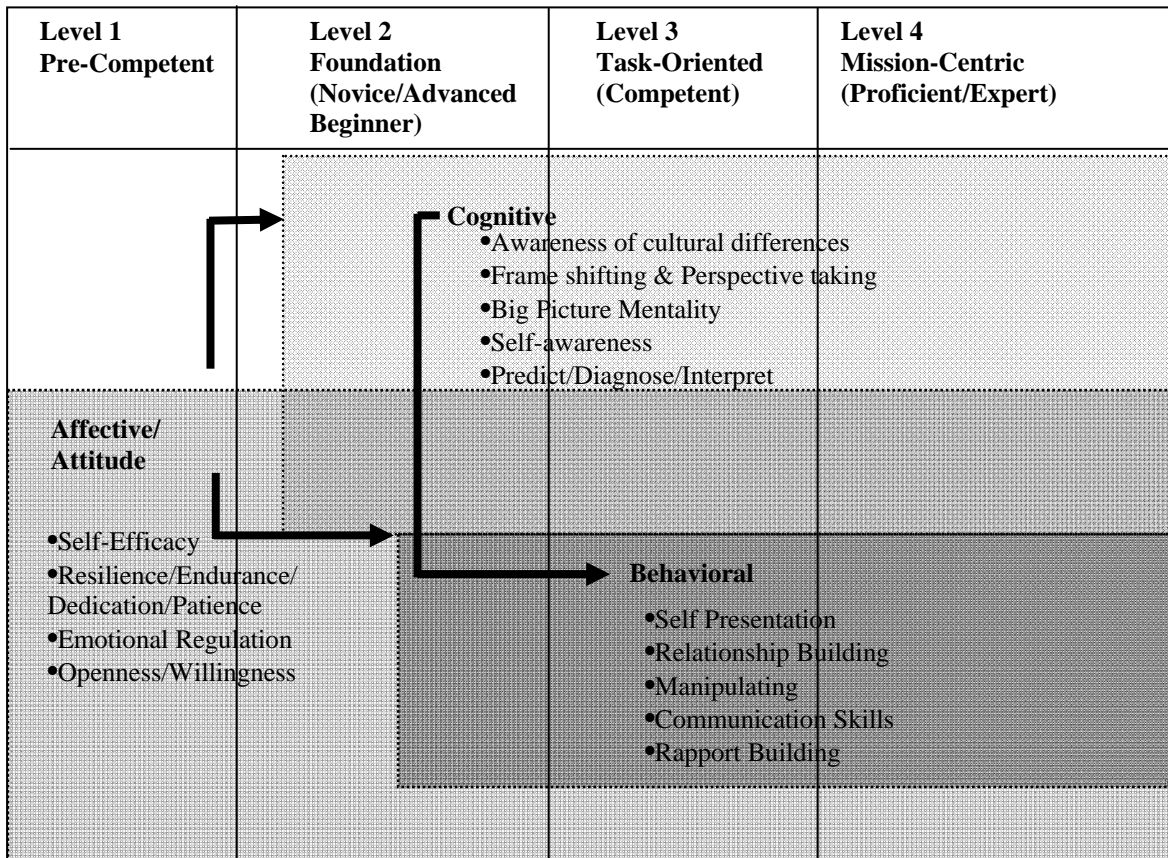 Level 1
Pre-Competent
Level 2
Foundation
(Novice/Advanced
Beginner)
Level 3
Task-Oriented
(Competent)
Level 4
Mission-Centric
(Proficient/Expert)
Cognitive
•Awareness of cultural differences
•Frame shifting & Perspective taking
•Big Picture Mentality
•Self-awareness
•Predict/Diagnose/Interpret
Affective/
Attitude
•Self-Efficacy
•Resilience/Endurance/
Dedication/Patience
•Emotional Regulation
•Openness/Willingness
Behavioral
•Self Presentation
•Relationship Building
•Manipulating
•Communication Skills
•Rapport Building